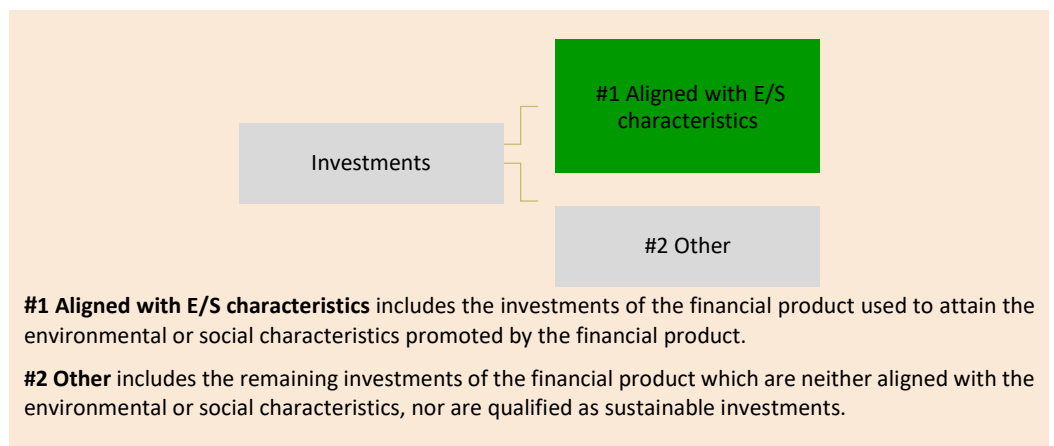 #1 Aligned with E/S
characteristics
Investments
#2 Other
#1 Aligned with E/S characteristics includes the investments of the financial product used to attain the
environmental or social characteristics promoted by the financial product.
#2 Other includes the remaining investments of the financial product which are neither aligned with the
environmental or social characteristics, nor are qualified as sustainable investments.